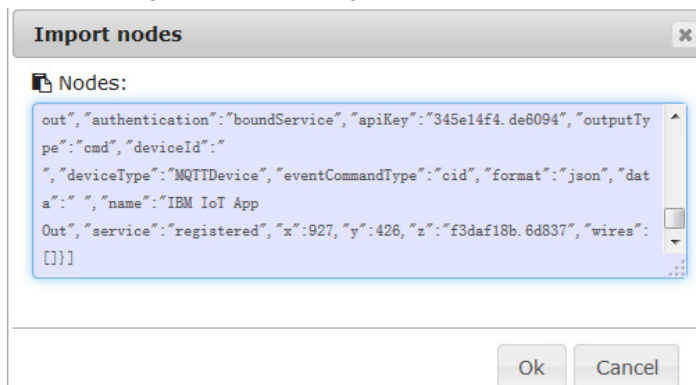 Import nodes
Nodes:
out","authentication":"boundService","apiKey":"345e14f4.de6094","outputTy
pe":"cmd","deviceId":"
","deviceType":"MQTTDevice","eventCommandType":"cid","format":"json","dat
a":" ","name":"IBM IoT App
Out","service":"registered","x":927,"y":426,"z":"f3daf18b.6d837","wires":
[]}]
Ok Cancel